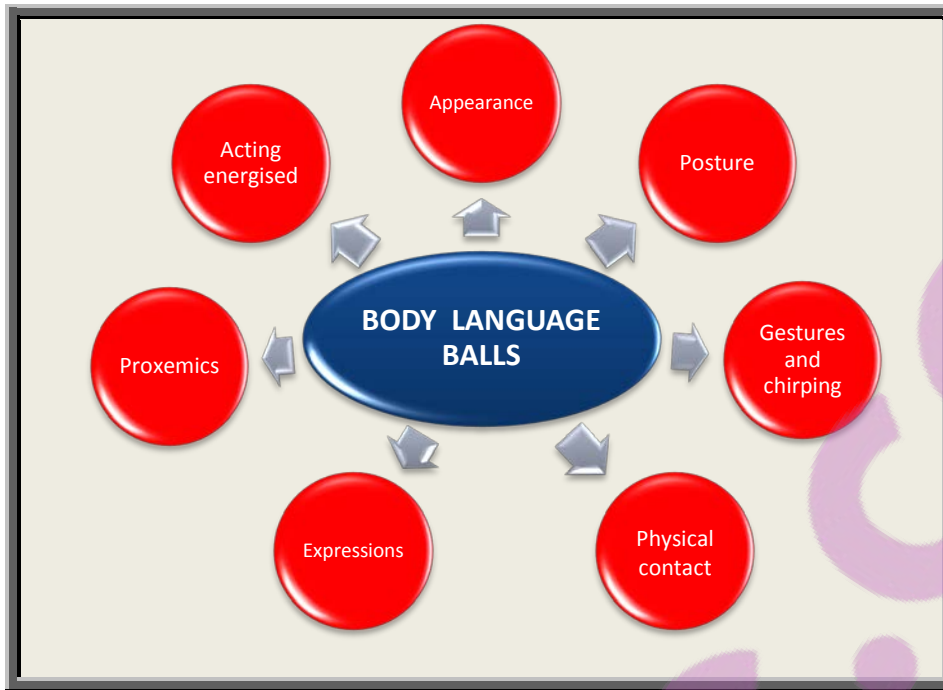 Appearance
Acting
energised
Posture
BODY LANGUAGE
BALLS
Gestures
and
chirping
Proxemics
Expressions
Physical
contact